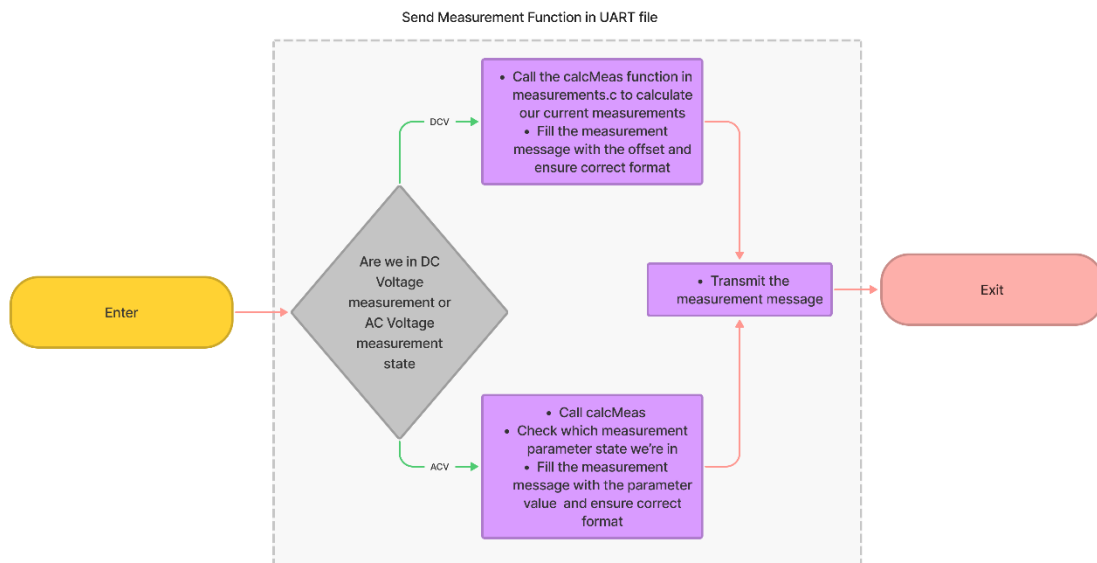 Send Measurement Function in UART file
• Call the calcMeas function in
measurements.c to calculate
our current measurements
• Fill the measurement
message with the offset and
ensure correct format
DCV
Are we in DC
Voltage
measurement or
AC Voltage
measurement
state
Enter
• Transmit the
measurement message
Exit
ACV
• Call calcMeas
• Check which measurement
parameter state we're in
• Fill the measurement
message with the parameter
value and ensure correct
format